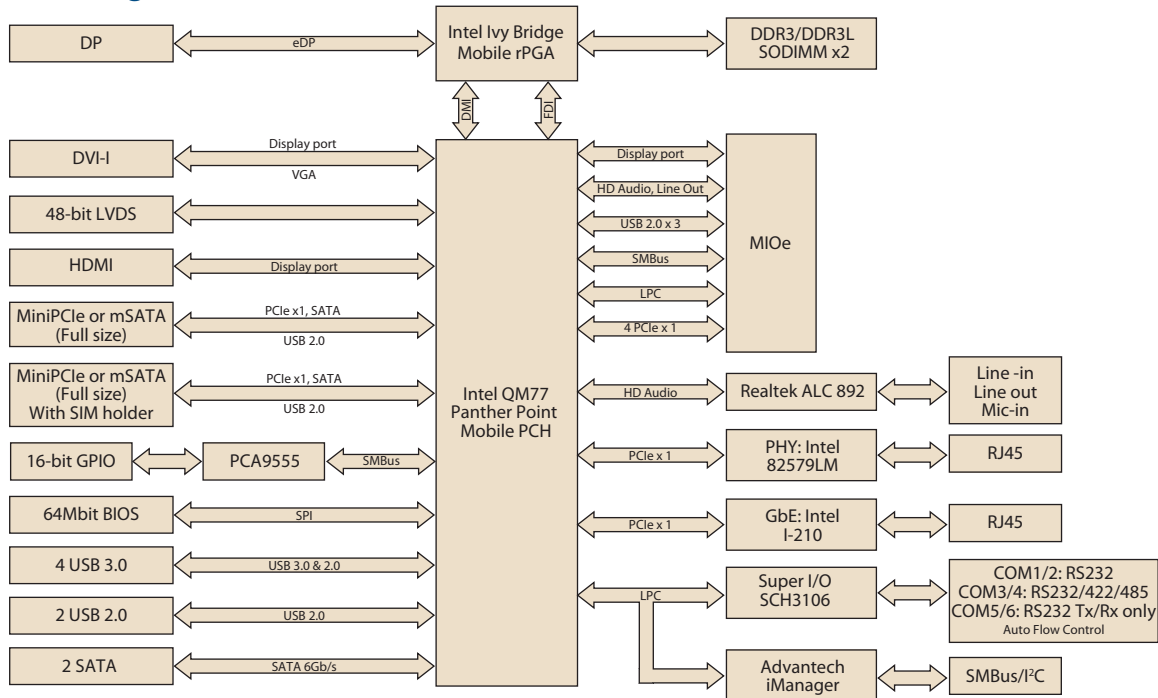 DP
eDP
Intel Ivy Bridge
Mobile rPGA
DDR3/DDR3L
SODIMM x2
DMI
FDI
DVI-I
Display port
VGA
48-bit LVDS
HDMI
Display port
MiniPCIe or mSATA
(Full size)
PCIe x1, SATA
USB 2.0
MiniPCIe or mSATA
(Full size)
With SIM holder
PCIe x1, SATA
USB 2.0
16-bit GPIO
PCA9555
SMBus
64Mbit BIOS
SPI
4 USB 3.0
USB 3.0 & 2.0
2 USB 2.0
USB 2.0
2 SATA
SATA 6Gb/s
Intel QM77
Panther Point
Mobile PCH
Display port
HD Audio, Line Out
USB 2.0 x 3
SMBus
LPC
4 PCIe x 1
MIOe
HD Audio
Realtek ALC 892
Line -in
Line out
Mic-in
PCIe x 1
PHY: Intel
82579LM
RJ45
PCIe x 1
GbE: Intel
I-210
RJ45
LPC
Super I/O
SCH3106
COM1/2: RS232
COM3/4: RS232/422/485
COM5/6: RS232 Tx/Rx only
Auto Flow Control
Advantech
iManager
SMBus/I²C